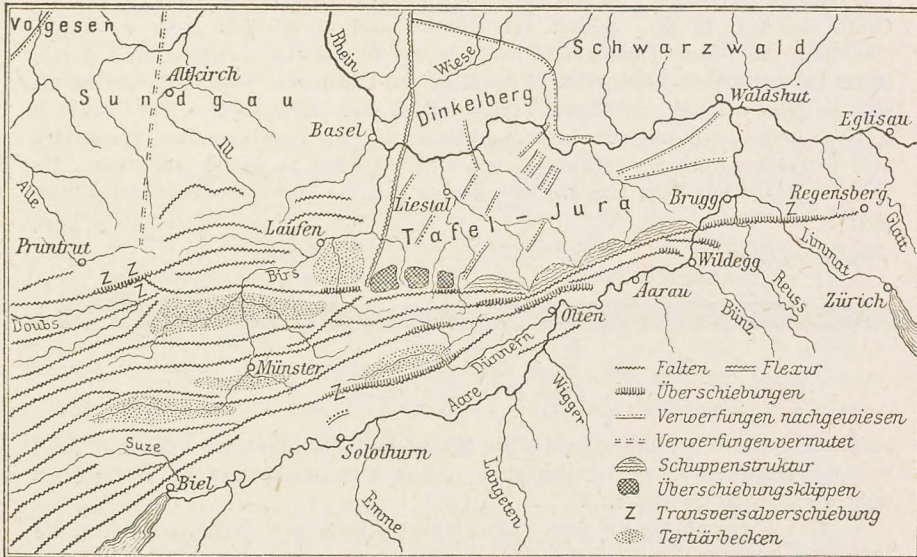 Vogesen
Schwarzwald
Rhein
Wiese
Altkirch
Sundgau
Dinkelberg
Waldshut
Basel
Eglisau
Ill
Alle
Liestal
Brugg
Regensberg
Laufen
Tafel-Jura
Z
Glatt
Pruntrut
Limmat
Z Z
Birs
Wildegg
Z
Reuss
Aarau
Zürich
Doubs
Olten
Bünz
Dünnern
Münster
Aare
Wigger
Z
Suze
Solothurn
Biel
Langeten
Emme
Falten Flexur
Überschiebungen
Verwerfungen nachgewiesen
Verwerfungen vermutet
Schuppenstruktur
Überschiebungsklippen
Z Transversalverschiebung
Tertiärbecken